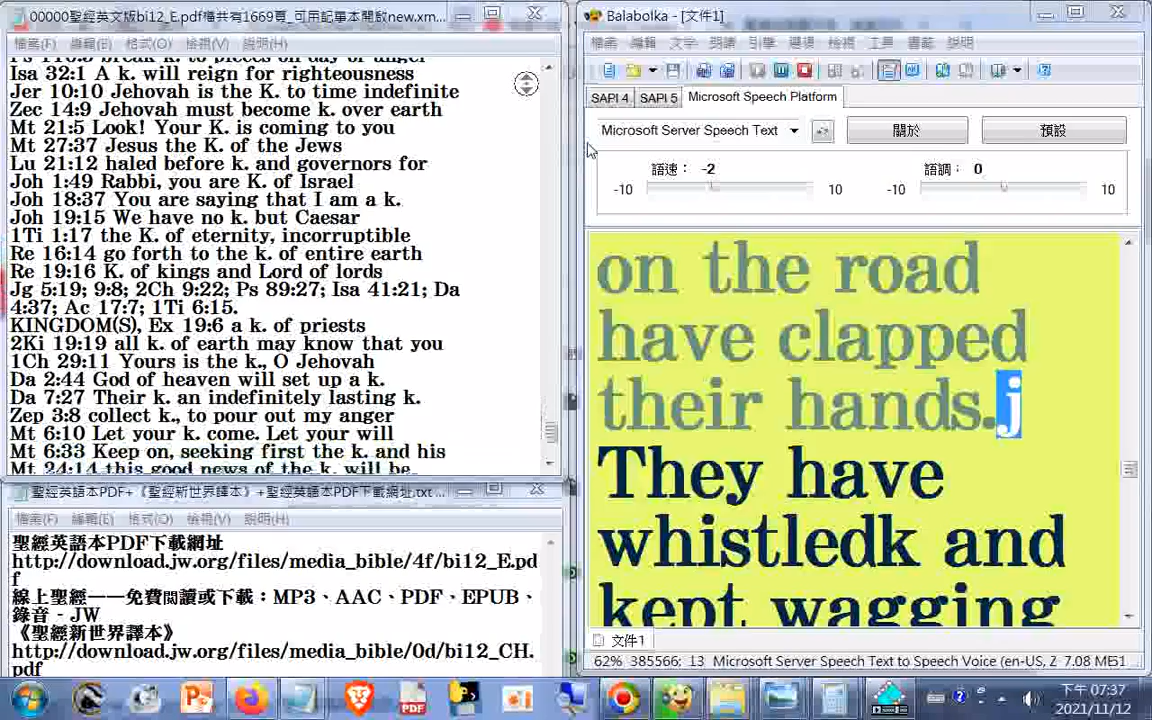 00000聖經英文版bi12_E.pdf檔共有1669頁_可用記事本開啟new.xm...
檔案(F) 編輯(E) 格式(O) 檢視(V) 說明(H)
Isa 32:1 A k. will reign for righteousness
Jer 10:10 Jehovah is the K. to time indefinite
Zec 14:9 Jehovah must become k. over earth
Mt 21:5 Look! Your K. is coming to you
Mt 27:37 Jesus the K. of the Jews
Lu 21:12 haled before k. and governors for
Joh 1:49 Rabbi, you are K. of Israel
Joh 18:37 You are saying that I am a k.
Joh 19:15 We have no k. but Caesar
1Ti 1:17 the K. of eternity, incorruptible
Re 16:14 go forth to the k. of entire earth
Re 19:16 K. of kings and Lord of lords
Jg 5:19; 9:8; 2Ch 9:22; Ps 89:27; Isa 41:21; Da
4:37; Ac 17:7; 1Ti 6:15.
KINGDOM(S), Ex 19:6 a k. of priests
2Ki 19:19 all k. of earth may know that you
1Ch 29:11 Yours is the k., O Jehovah
Da 2:44 God of heaven will set up a k.
Da 7:27 Their k. an indefinitely lasting k.
Zep 3:8 collect k., to pour out my anger
Mt 6:10 Let your k. come. Let your will
Mt 6:33 Keep on, seeking first the k. and his
Mt 24:14 this good news of the k. will be
聖經英語本PDF+《聖經新世界譯本》+聖經英語本PDF下載網址.txt ...
檔案(F) 編輯(E) 格式(O) 檢視(V) 說明(H)
聖經英語本PDF下載網址
http://download.jw.org/files/media_bible/4f/bi12_E.pd
f
線上聖經——免費閱讀或下載：MP3、AAC、PDF、EPUB、
錄音 - JW
《聖經新世界譯本》
http://download.jw.org/files/media_bible/0d/bi12_CH.
pdf
Balabolka - [文件1]
檔案 編輯 文字 朗讀 引擎 選項 檢視 工具 書籤 說明
SAPI 4 SAPI 5 Microsoft Speech Platform
Microsoft Server Speech Text 關於 預設
語速： -2 語調： 0
-10 10 -10 10
on the road
have clapped
their hands.j
They have
whistledk and
kept wagging
文件1
62% 385566; 13 Microsoft Server Speech Text to Speech Voice (en-US, Z 7.08 МБ51
PDF
下午 07:37
2021/11/12